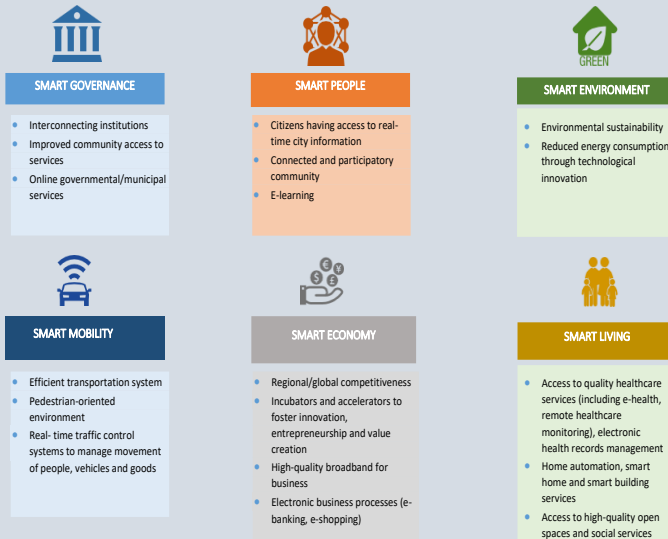 GREEN
SMART GOVERNANCE
Interconnecting institutions
Improved community access to
services
Online governmental/municipal
services
SMART PEOPLE
Citizens having access to real-
time city information
Connected and participatory
community
E-learning
SMART ENVIRONMENT
Environmental sustainability
Reduced energy consumption
through technological
innovation
SMART MOBILITY
Efficient transportation system
Pedestrian-oriented
environment
Real- time traffic control
systems to manage movement
of people, vehicles and goods
€
¥
$
£
SMART ECONOMY
Regional/global competitiveness
Incubators and accelerators to
foster innovation,
entrepreneurship and value
creation
High-quality broadband for
business
Electronic business processes (e-
banking, e-shopping)
SMART LIVING
Access to quality healthcare
services (including e-health,
remote healthcare
monitoring), electronic
health records management
Home automation, smart
home and smart building
services
Access to high-quality open
spaces and social services